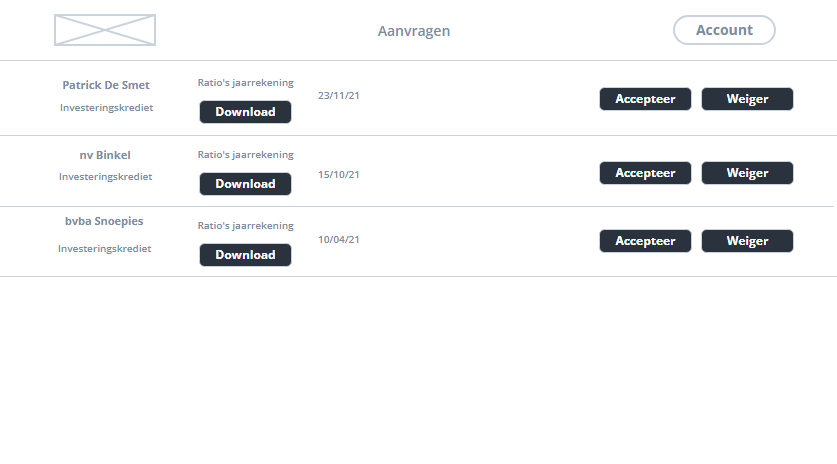 Aanvragen
Account
Patrick De Smet
Investeringskrediet
Ratio's jaarrekening
Download
23/11/21
Accepteer
Weiger
nv Binkel
Investeringskrediet
Ratio's jaarrekening
Download
15/10/21
Accepteer
Weiger
bvba Snoepies
Investeringskrediet
Ratio's jaarrekening
Download
10/04/21
Accepteer
Weiger